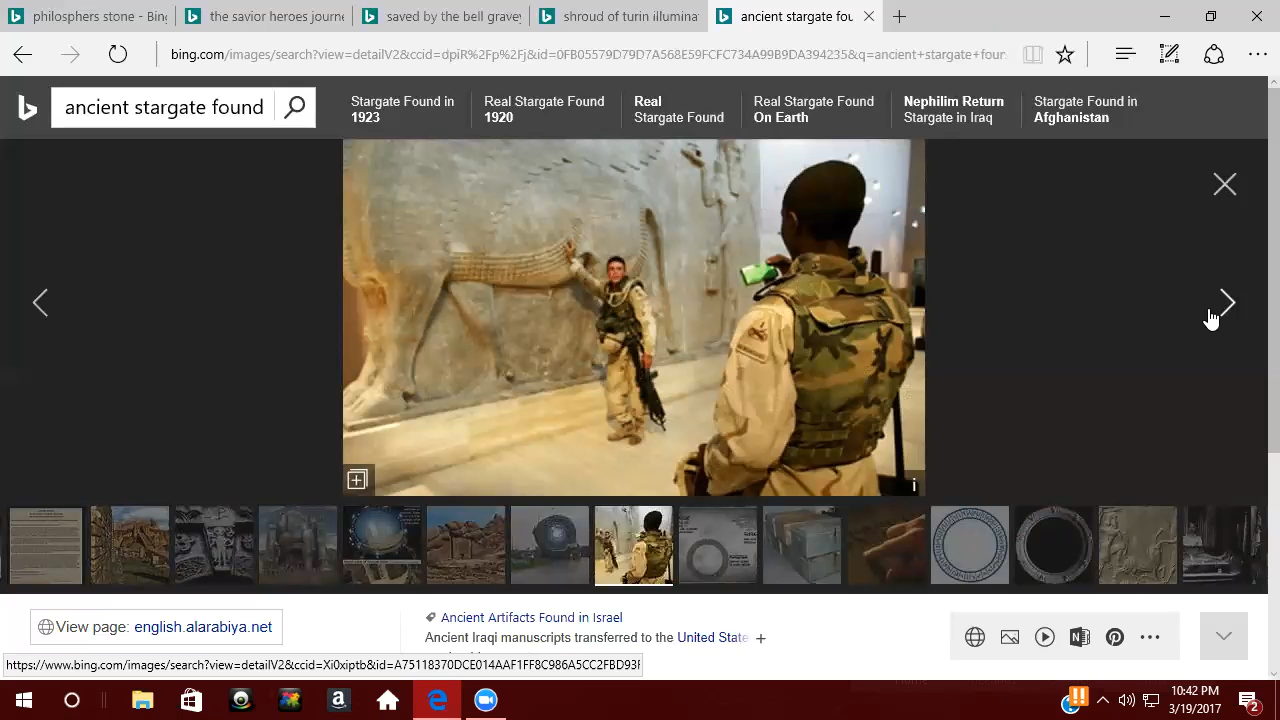 philosphers stone - Bing
the savior heroes journe
saved by the bell gravey
shroud of turin illumina
ancient stargate fou
bing.com/images/search?view=detailV2&ccid=dpiR%2Fp%2Fj&id=0FB05579D79D7A568E59FCFC734A99B9DA394235&q=ancient+stargate+four
ancient stargate found
Stargate Found in 1923
Real Stargate Found 1920
Real Stargate Found
Real Stargate Found On Earth
Nephilim Return Stargate in Iraq
Stargate Found in Afghanistan
View page: english.alarabiya.net
Ancient Artifacts Found in Israel
Ancient Iraqi manuscripts transferred to the United State
https://www.bing.com/images/search?view=detailV2&ccid=Xi0xiptb&id=A75118370DCE014AAF1FF8C986A5CC2FBD93F
10:42 PM
3/19/2017
2